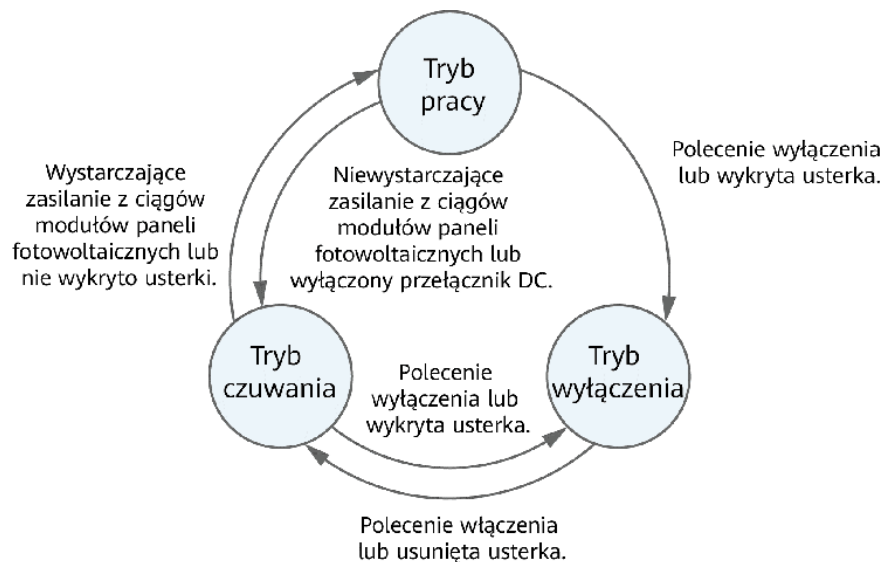 Tryb
pracy
Polecenie wyłączenia
lub wykryta usterka.
Wystarczające
zasilanie z ciągów
modułów paneli
fotowoltaicznych lub
nie wykryto usterki.
Niewystarczające
zasilanie z ciągów
modułów paneli
fotowoltaicznych lub
wyłączony przełącznik DC.
Tryb
czuwania
Polecenie
wyłączenia lub
wykryta usterka.
Tryb
wyłączenia
Polecenie włączenia
lub usunięta usterka.